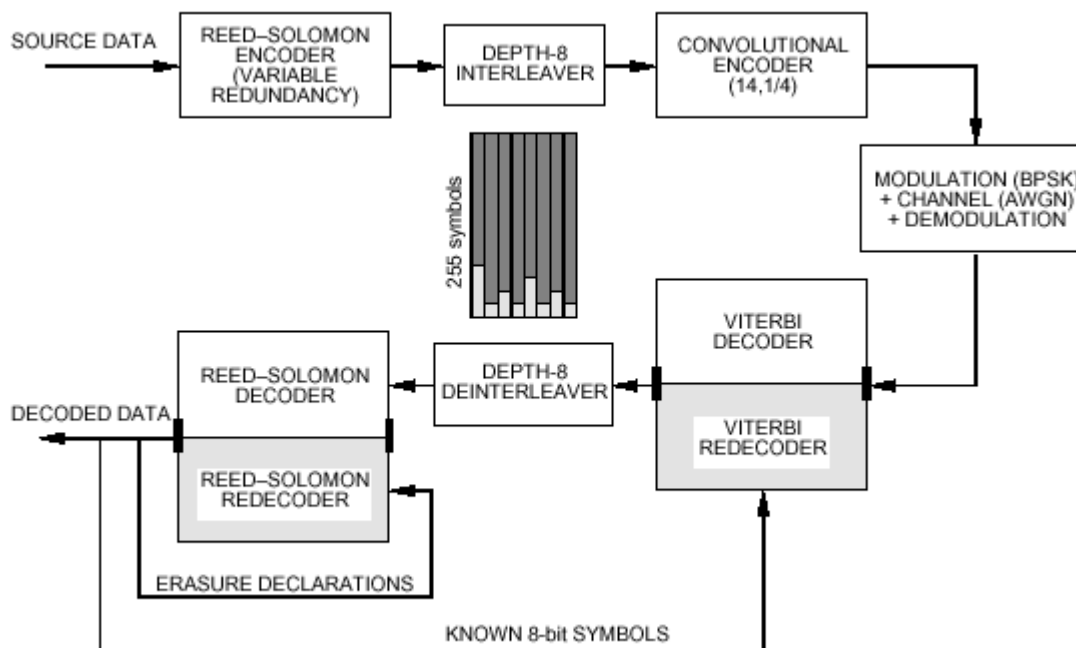 SOURCE DATA
REED–SOLOMON
ENCODER
(VARIABLE
REDUNDANCY)
DEPTH-8
INTERLEAVER
CONVOLUTIONAL
ENCODER
(14,1/4)
MODULATION (BPSK)
+ CHANNEL (AWGN)
+ DEMODULATION
255 symbols
VITERBI
DECODER
VITERBI
REDECODER
DEPTH-8
DEINTERLEAVER
REED–SOLOMON
DECODER
REED–SOLOMON
REDECODER
DECODED DATA
ERASURE DECLARATIONS
KNOWN 8-bit SYMBOLS